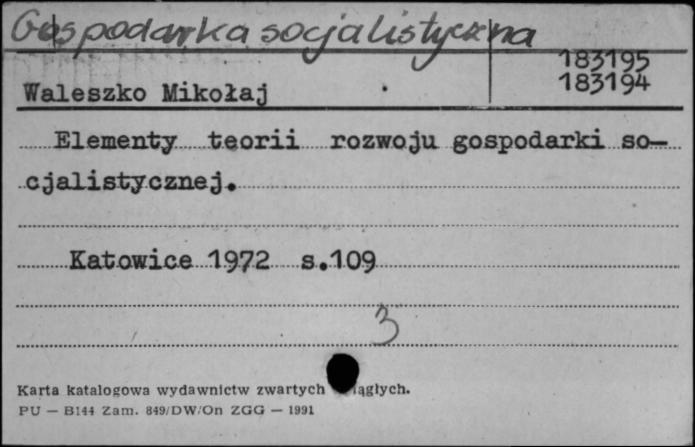 Gospodarka socjalistyczna
183195
183194
Waleszko Mikołaj
Elementy teorii rozwoju gospodarki so-
cjalistycznej.
Katowice 1972 s.109
3
Karta katalogowa wydawnictw zwartych ągłych.
PU — B144 Zam. 849/DW/On ZGG — 1991